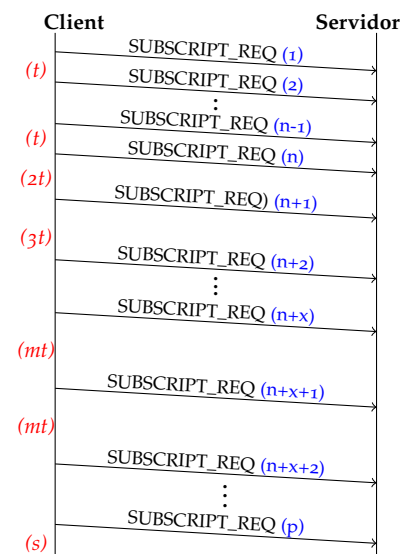 Client Servidor
SUBSCRIPT_REQ (1)
(t)
SUBSCRIPT_REQ (2)
⋮
SUBSCRIPT_REQ (n-1)
(t)
SUBSCRIPT_REQ (n)
(2t)
SUBSCRIPT_REQ) (n+1)
(3t)
SUBSCRIPT_REQ (n+2)
⋮
SUBSCRIPT_REQ (n+x)
(mt)
SUBSCRIPT_REQ (n+x+1)
(mt)
SUBSCRIPT_REQ (n+x+2)
⋮
SUBSCRIPT_REQ (p)
(s)